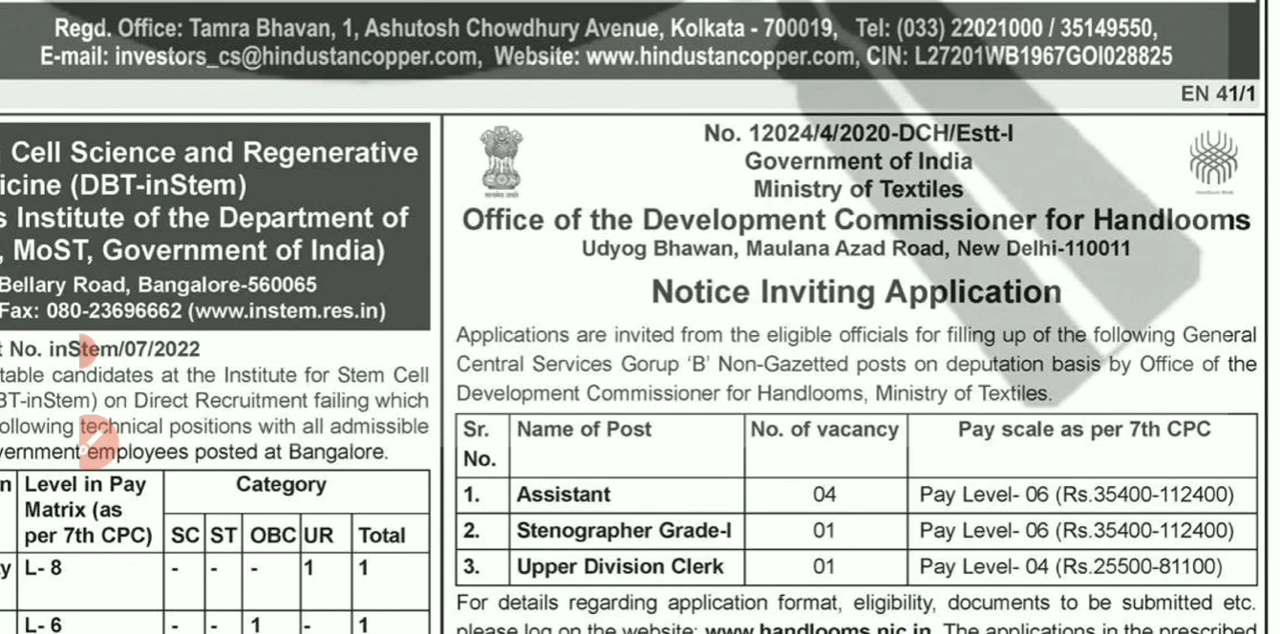 Regd. Office: Tamra Bhavan, 1, Ashutosh Chowdhury Avenue, Kolkata - 700019, Tel: (033) 22021000 / 35149550,
E-mail: investors_cs@hindustancopper.com, Website: www.hindustancopper.com, CIN: L27201WB1967GOI028825
EN 41/1
Cell Science and Regenerative
icine (DBT-inStem)
s Institute of the Department of
, MoST, Government of India)
Bellary Road, Bangalore-560065
Fax: 080-23696662 (www.instem.res.in)
t No. inStem/07/2022
table candidates at the Institute for Stem Cell
BT-inStem) on Direct Recruitment failing which
ollowing technical positions with all admissible
vernment employees posted at Bangalore.
n Level in Pay Category
Matrix (as
per 7th CPC) SC ST OBC UR Total
y L- 8 - - - 1 1
L- 6 - - 1 - 1
No. 12024/4/2020-DCH/Estt-I
Government of India
Ministry of Textiles
Office of the Development Commissioner for Handlooms
Udyog Bhawan, Maulana Azad Road, New Delhi-110011
Notice Inviting Application
Applications are invited from the eligible officials for filling up of the following General
Central Services Gorup ‘B’ Non-Gazetted posts on deputation basis by Office of the
Development Commissioner for Handlooms, Ministry of Textiles.
Sr. Name of Post No. of vacancy Pay scale as per 7th CPC
No.
1. Assistant 04 Pay Level- 06 (Rs.35400-112400)
2. Stenographer Grade-I 01 Pay Level- 06 (Rs.35400-112400)
3. Upper Division Clerk 01 Pay Level- 04 (Rs.25500-81100)
For details regarding application format, eligibility, documents to be submitted etc.
please log on the website: www.handlooms.nic.in. The applications in the prescribed